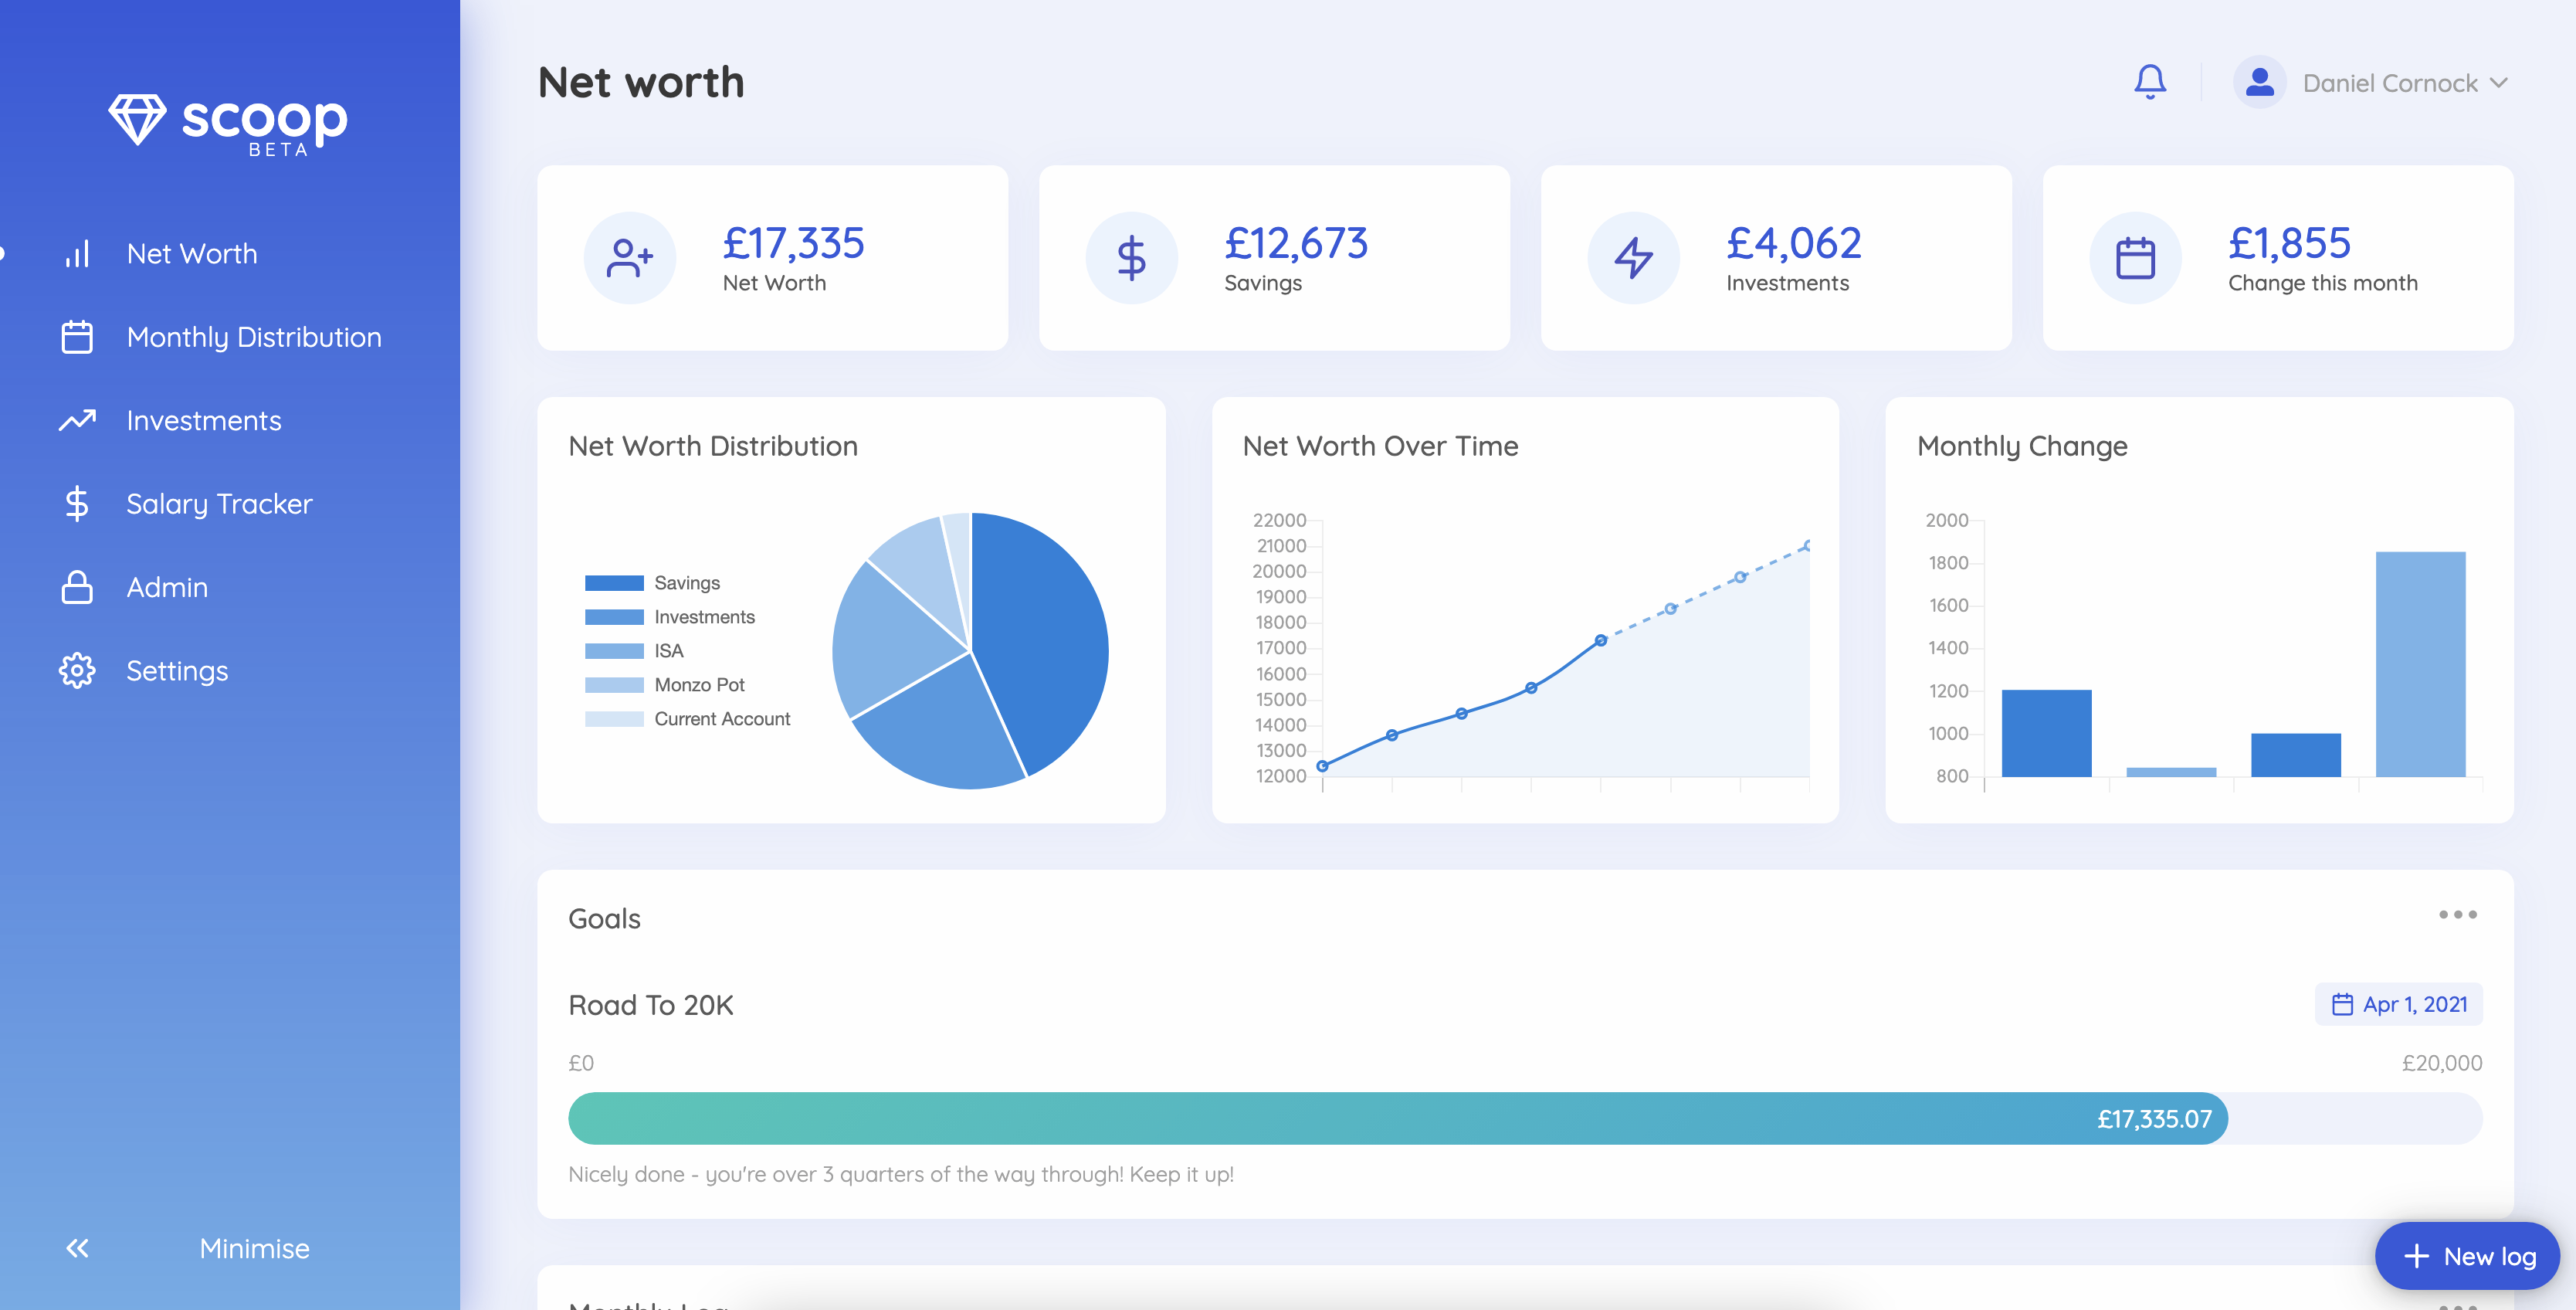 scoop
BETA
Net Worth
Monthly Distribution
Investments
Salary Tracker
Admin
Settings
Minimise
Net worth
Daniel Cornock
£17,335
Net Worth
£12,673
Savings
£4,062
Investments
£1,855
Change this month
Net Worth Distribution
Savings
Investments
ISA
Monzo Pot
Current Account
Net Worth Over Time
22000
21000
20000
19000
18000
17000
16000
15000
14000
13000
12000
Monthly Change
2000
1800
1600
1400
1200
1000
800
Goals
Road To 20K
Apr 1, 2021
£0
£20,000
£17,335.07
Nicely done - you're over 3 quarters of the way through! Keep it up!
New log